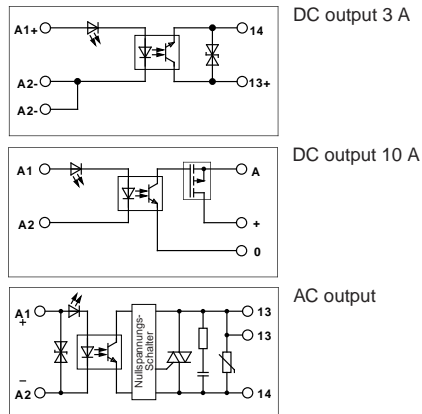 DC output 3 A
A1+
14
A2-
13+
A2-
DC output 10 A
A1
A
A2
+
0
AC output
A1
+
13
13
Nullspannungs-
Schalter
–
A2
14